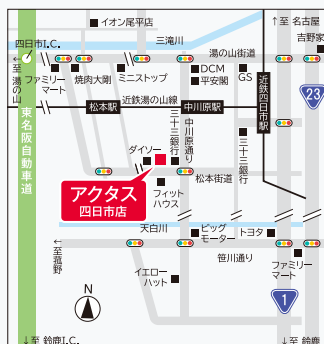 イオン尾平店
↑至 名古屋
四日市I.C.
三滝川
吉野家
湯の山街道
←至 湯の山
ファミリーマート
焼肉大剛
ミニストップ
DCM
平安閣
GS
近鉄四日市駅
23
近鉄湯の山線
松本駅
中川原駅
東名阪自動車道
ダイソー
三十三銀行
中川原通り
三十三銀行
アクタス
四日市店
フィットハウス
松本街道
天白川
ビッグモーター
トヨタ
←至菰野
笹川通り
ファミリーマート
イエローハット
N
1
↓至 鈴鹿I.C.
↓至 鈴鹿